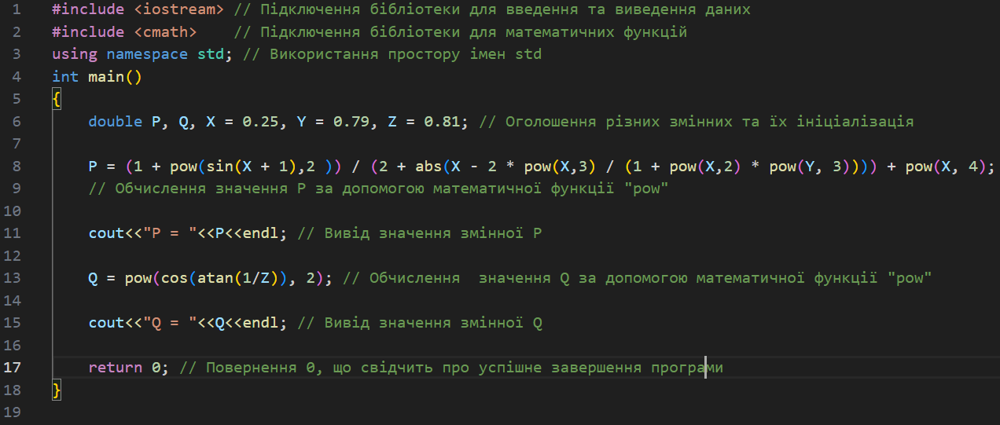 1 #include <iostream> // Підключення бібліотеки для введення та виведення даних
2 #include <cmath>    // Підключення бібліотеки для математичних функцій
3 using namespace std; // Використання простору імен std
4 int main()
5 {
6     double P, Q, X = 0.25, Y = 0.79, Z = 0.81; // Оголошення різних змінних та їх ініціалізація
7
8     P = (1 + pow(sin(X + 1),2 )) / (2 + abs(X - 2 * pow(X,3) / (1 + pow(X,2) * pow(Y, 3)))) + pow(X, 4);
9     // Обчислення значення P за допомогою математичної функції "pow"
10
11     cout<<"P = "<<P<<endl; // Вивід значення змінної P
12
13     Q = pow(cos(atan(1/Z)), 2); // Обчислення  значення Q за допомогою математичної функції "pow"
14
15     cout<<"Q = "<<Q<<endl; // Вивід значення змінної Q
16
17     return 0; // Повернення 0, що свідчить про успішне завершення програми
18 }
19